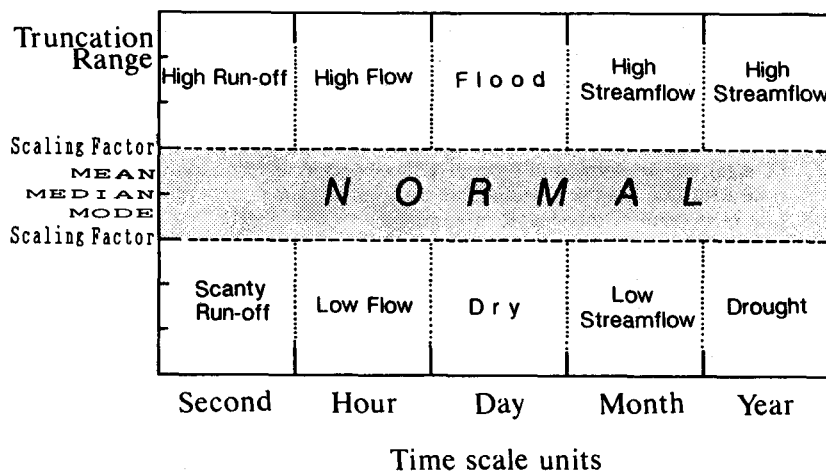 Truncation
Range
High Run-off
High Flow
Flood
High
Streamflow
High
Streamflow
Scaling Factor
MEAN
MEDIAN
MODE
NORMAL
Scaling Factor
Scanty
Run-off
Low Flow
Dry
Low
Streamflow
Drought
Second
Hour
Day
Month
Year
Time scale units